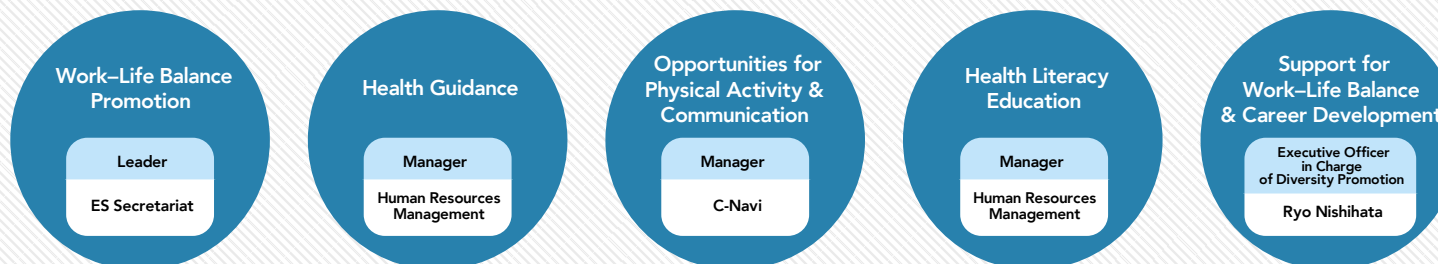 Work–Life Balance
Promotion
Leader
ES Secretariat
Health Guidance
Manager
Human Resources
Management
Opportunities for
Physical Activity &
Communication
Manager
C-Navi
Health Literacy
Education
Manager
Human Resources
Management
Support for
Work–Life Balance
& Career Development
Executive Officer
in Charge
of Diversity Promotion
Ryo Nishihata